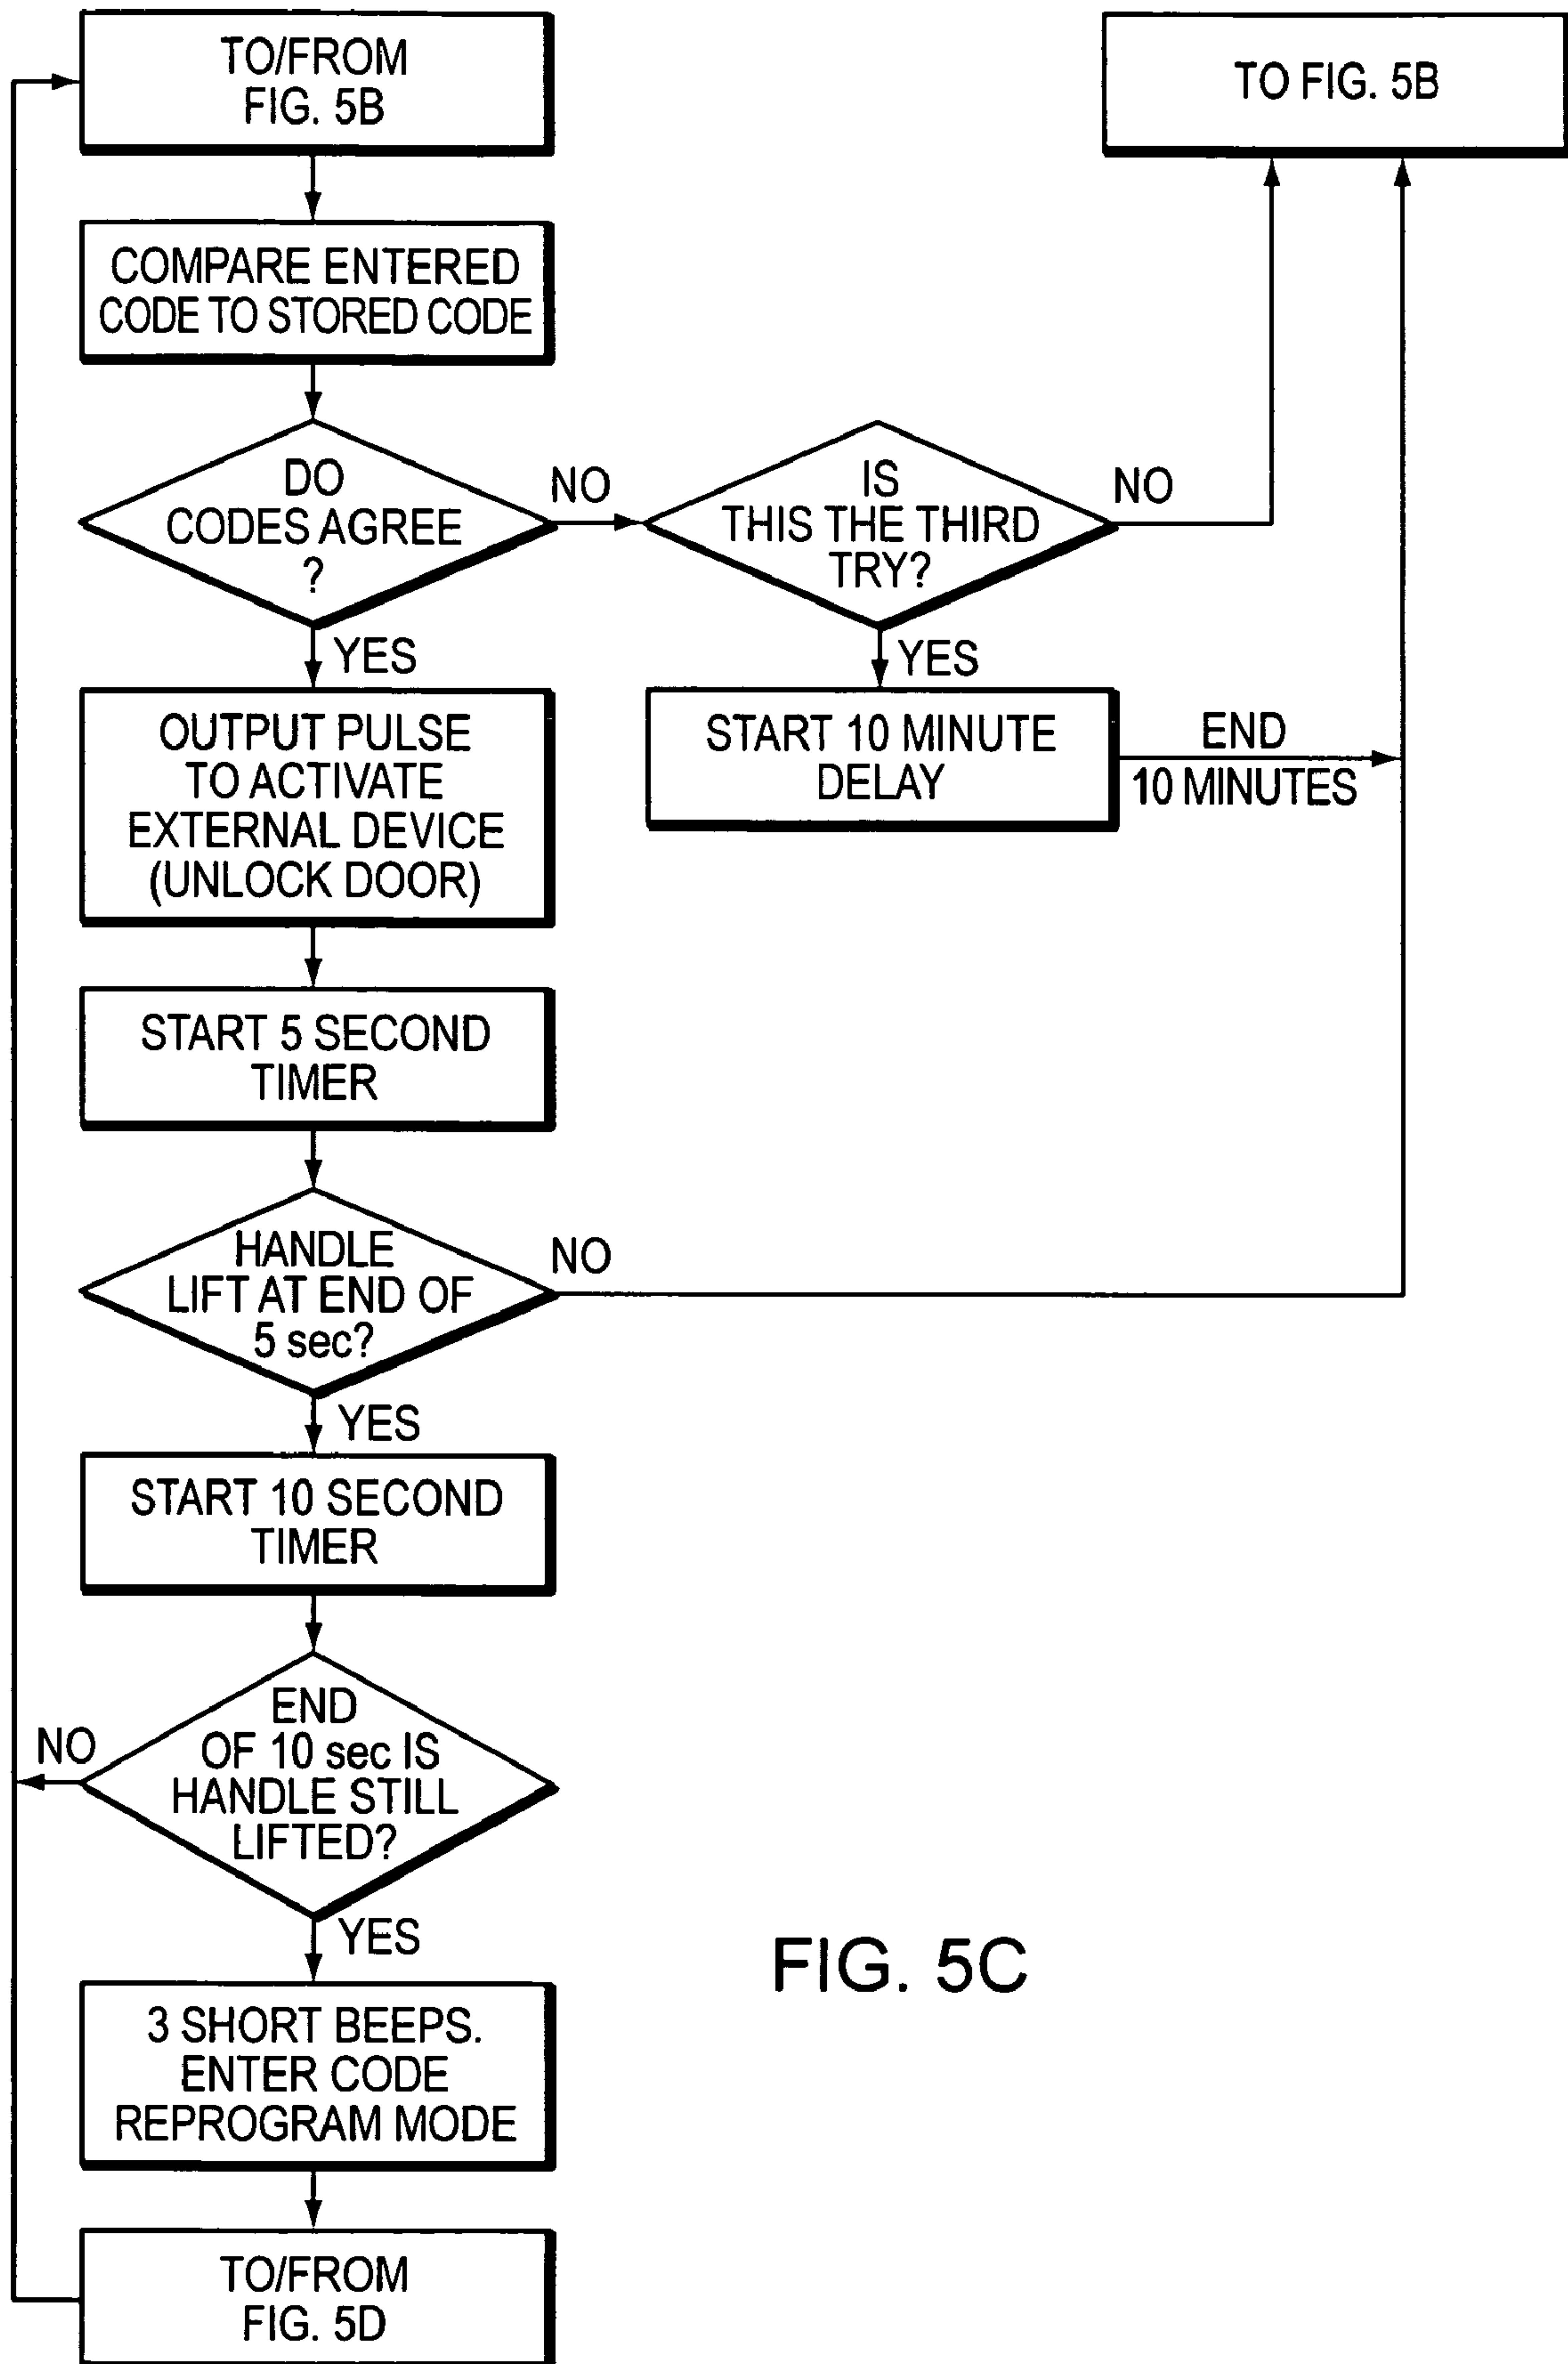 TO/FROM
FIG. 5B
TO FIG. 5B
COMPARE ENTERED
CODE TO STORED CODE
DO
CODES AGREE
?
NO
IS
THIS THE THIRD
TRY?
NO
YES
YES
OUTPUT PULSE
TO ACTIVATE
EXTERNAL DEVICE
(UNLOCK DOOR)
START 10 MINUTE
DELAY
END
10 MINUTES
START 5 SECOND
TIMER
HANDLE
LIFT AT END OF
5 sec?
NO
YES
START 10 SECOND
TIMER
END
OF 10 sec IS
HANDLE STILL
LIFTED?
NO
YES
3 SHORT BEEPS.
ENTER CODE
REPROGRAM MODE
TO/FROM
FIG. 5D
FIG. 5C